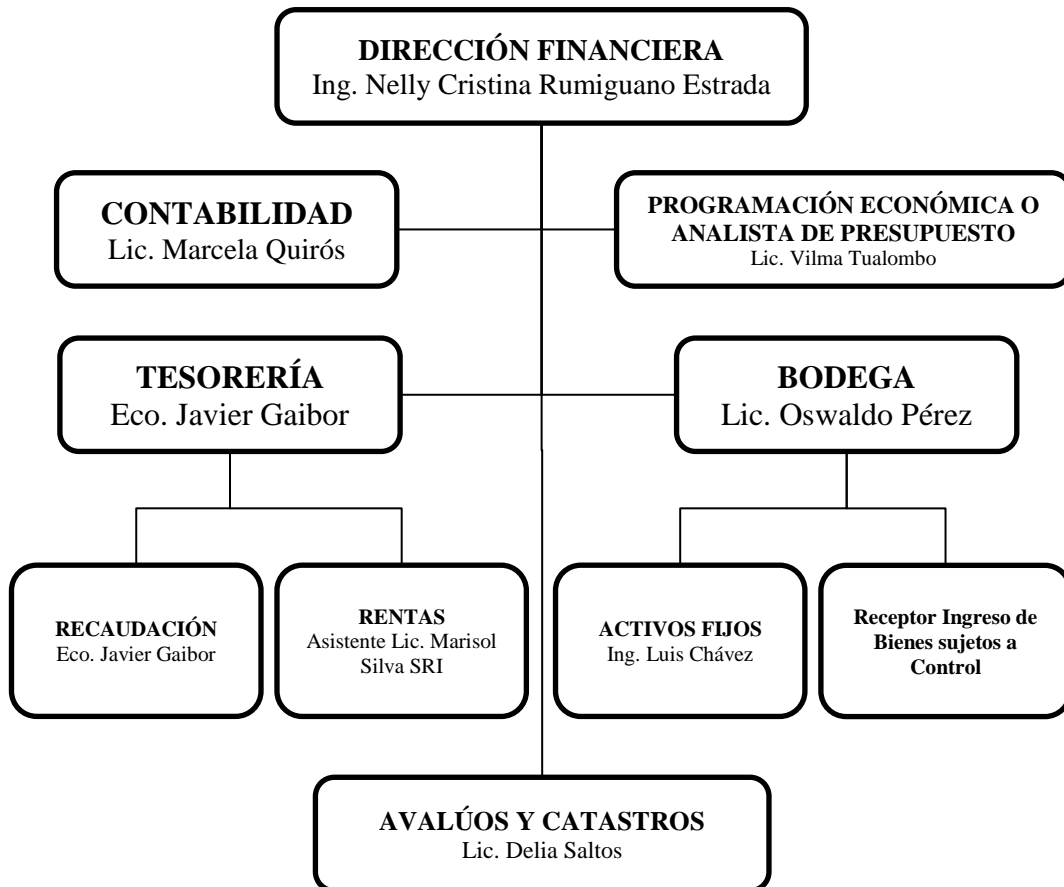 DIRECCIÓN FINANCIERA
Ing. Nelly Cristina Rumiguano Estrada
CONTABILIDAD
Lic. Marcela Quirós
PROGRAMACIÓN ECONÓMICA O
ANALISTA DE PRESUPUESTO
Lic. Vilma Tualombo
TESORERÍA
Eco. Javier Gaibor
BODEGA
Lic. Oswaldo Pérez
RECAUDACIÓN
Eco. Javier Gaibor
RENTAS
Asistente Lic. Marisol
Silva SRI
ACTIVOS FIJOS
Ing. Luis Chávez
Receptor Ingreso de
Bienes sujetos a
Control
AVALÚOS Y CATASTROS
Lic. Delia Saltos